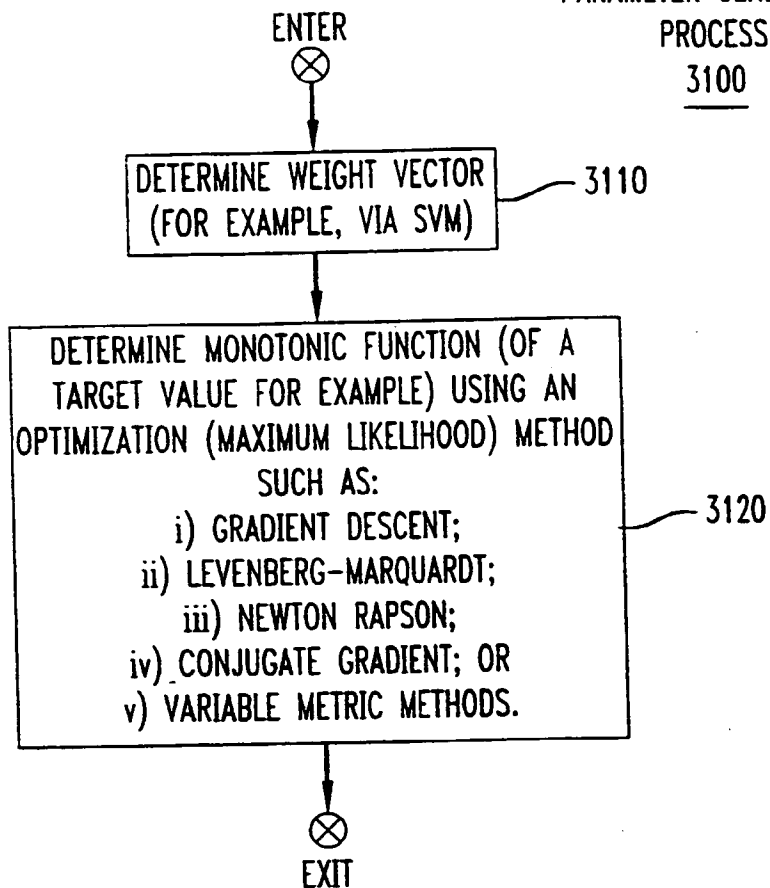 PROCESS
3100
ENTER
DETERMINE WEIGHT VECTOR
(FOR EXAMPLE, VIA SVM)
3110
DETERMINE MONOTONIC FUNCTION (OF A
TARGET VALUE FOR EXAMPLE) USING AN
OPTIMIZATION (MAXIMUM LIKELIHOOD) METHOD
SUCH AS:
i) GRADIENT DESCENT;
ii) LEVENBERG-MARQUARDT;
iii) NEWTON RAPSON;
iv) CONJUGATE GRADIENT; OR
v) VARIABLE METRIC METHODS.
3120
EXIT